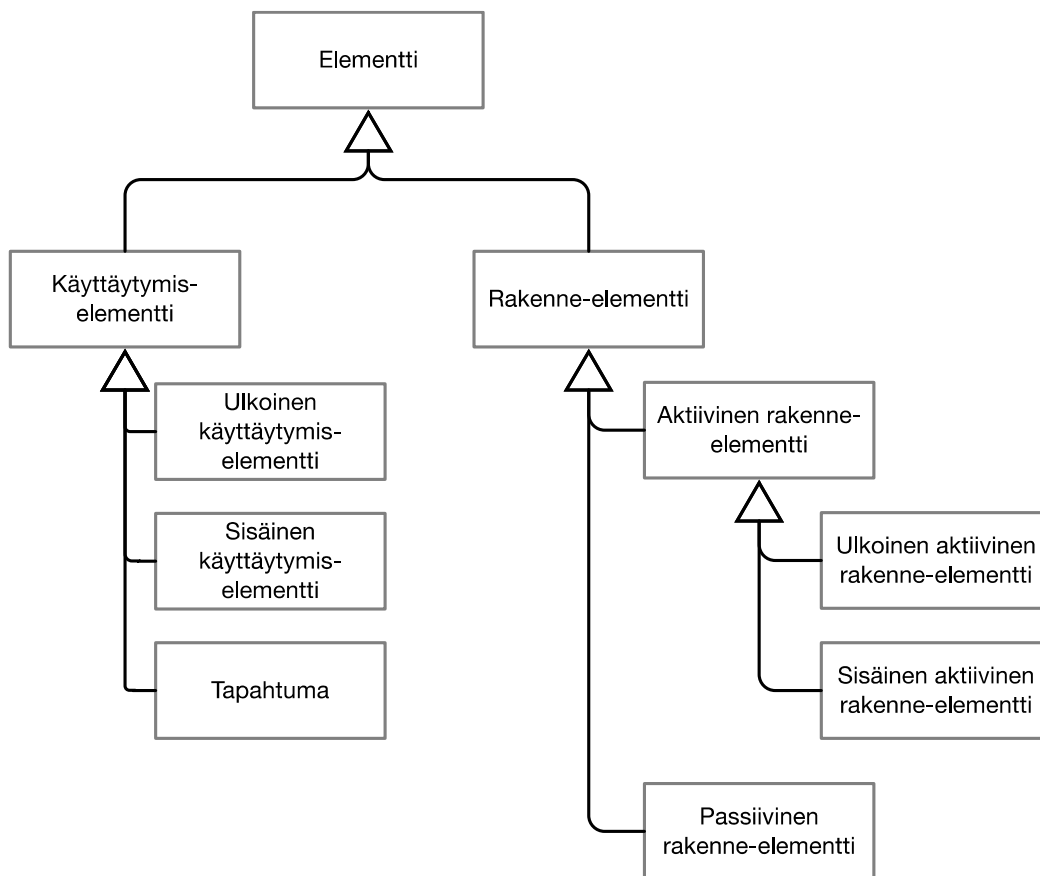 Elementti
Käyttäytymis-
elementti
Rakenne-elementti
Ulkoinen
käyttäytymis-
elementti
Aktiivinen rakenne-
elementti
Sisäinen
käyttäytymis-
elementti
Ulkoinen aktiivinen
rakenne-elementti
Tapahtuma
Sisäinen aktiivinen
rakenne-elementti
Passiivinen
rakenne-elementti